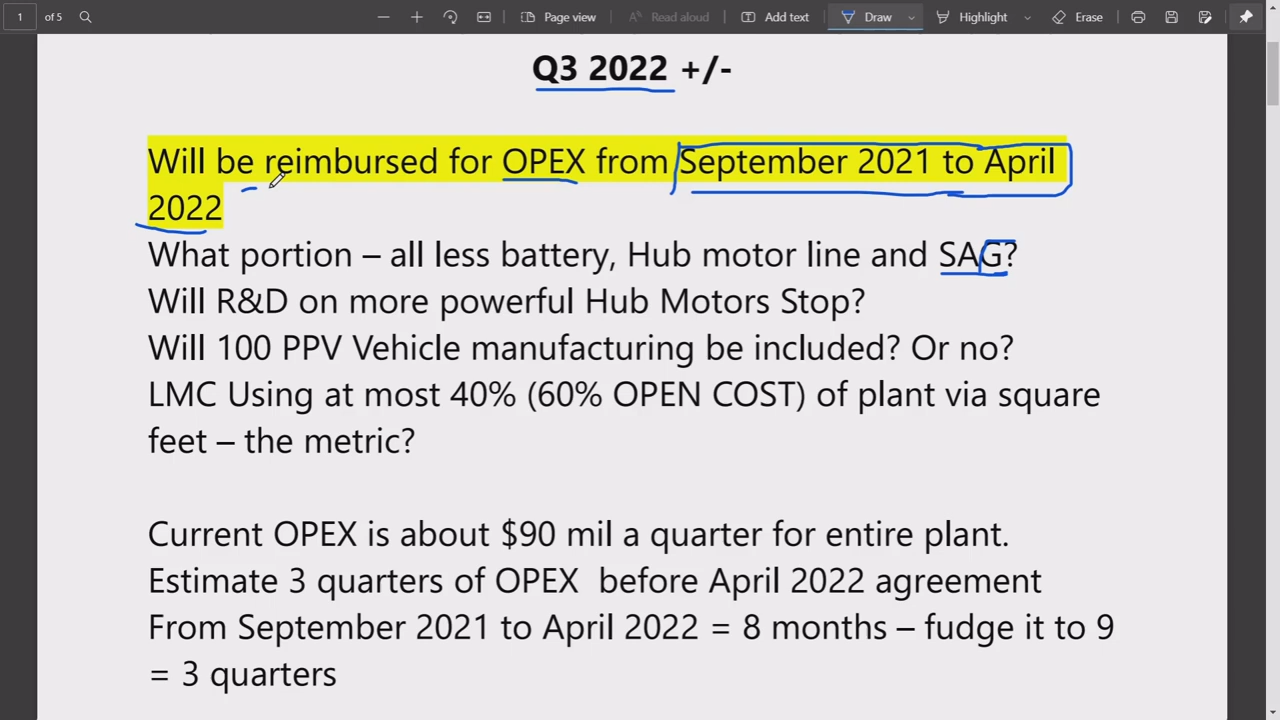 1 of 5 Page view Read aloud Add text Draw Highlight Erase
Q3 2022 +/-
Will be reimbursed for OPEX from September 2021 to April
2022
What portion – all less battery, Hub motor line and SAG?
Will R&D on more powerful Hub Motors Stop?
Will 100 PPV Vehicle manufacturing be included? Or no?
LMC Using at most 40% (60% OPEN COST) of plant via square
feet – the metric?
Current OPEX is about $90 mil a quarter for entire plant.
Estimate 3 quarters of OPEX before April 2022 agreement
From September 2021 to April 2022 = 8 months – fudge it to 9
= 3 quarters